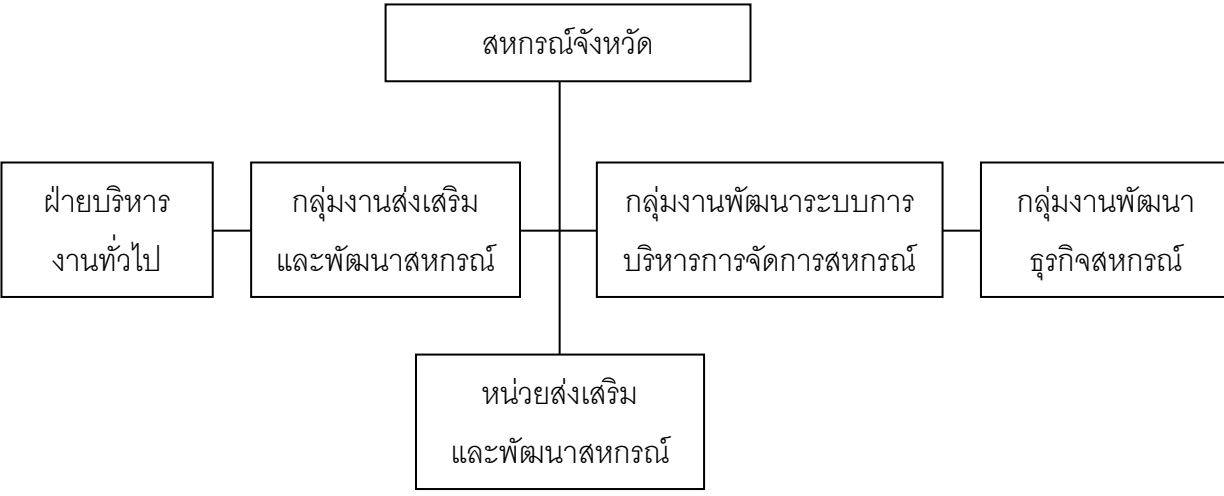 สหกรณ์จังหวัด
ฝ่ายบริหาร
งานทั่วไป
กลุ่มงานส่งเสริม
และพัฒนาสหกรณ์
กลุ่มงานพัฒนาระบบการ
บริหารการจัดการสหกรณ์
กลุ่มงานพัฒนา
ธุรกิจสหกรณ์
หน่วยส่งเสริม
และพัฒนาสหกรณ์